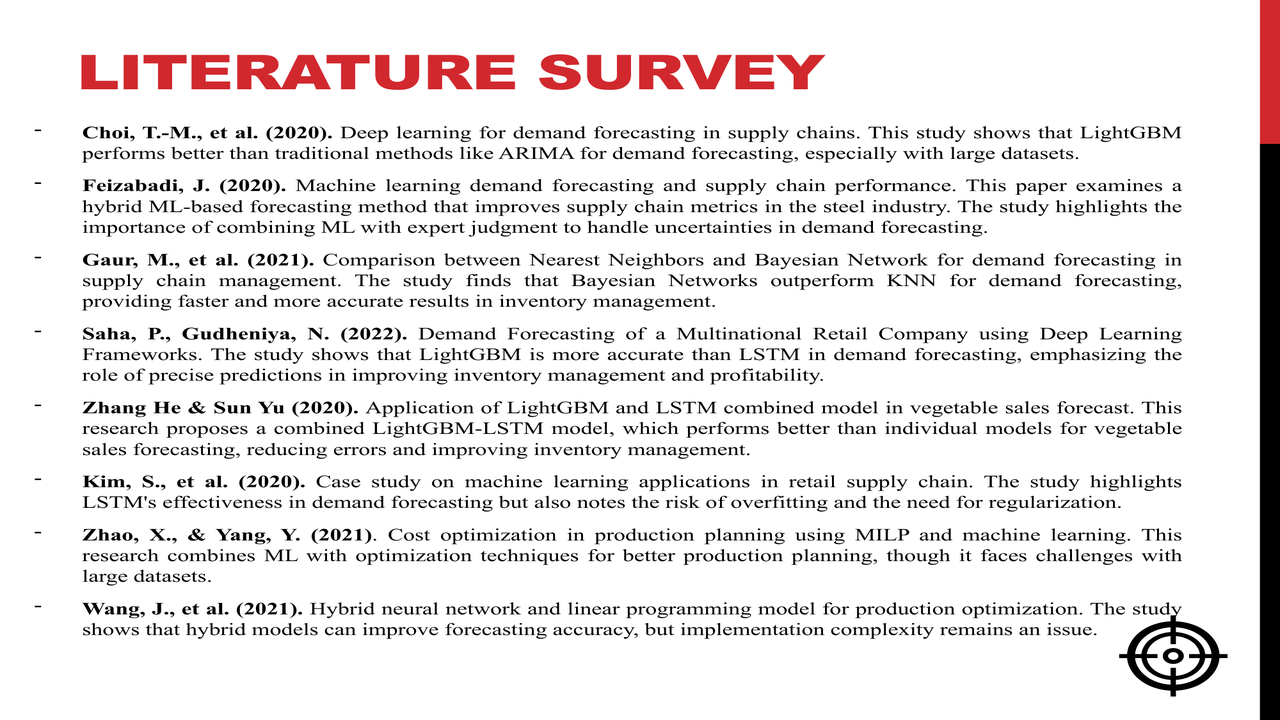 LITERATURE SURVEY
- Choi, T.-M., et al. (2020). Deep learning for demand forecasting in supply chains. This study shows that LightGBM
performs better than traditional methods like ARIMA for demand forecasting, especially with large datasets.
- Feizabadi, J. (2020). Machine learning demand forecasting and supply chain performance. This paper examines a
hybrid ML-based forecasting method that improves supply chain metrics in the steel industry. The study highlights the
importance of combining ML with expert judgment to handle uncertainties in demand forecasting.
- Gaur, M., et al. (2021). Comparison between Nearest Neighbors and Bayesian Network for demand forecasting in
supply chain management. The study finds that Bayesian Networks outperform KNN for demand forecasting,
providing faster and more accurate results in inventory management.
- Saha, P., Gudheniya, N. (2022). Demand Forecasting of a Multinational Retail Company using Deep Learning
Frameworks. The study shows that LightGBM is more accurate than LSTM in demand forecasting, emphasizing the
role of precise predictions in improving inventory management and profitability.
- Zhang He & Sun Yu (2020). Application of LightGBM and LSTM combined model in vegetable sales forecast. This
research proposes a combined LightGBM-LSTM model, which performs better than individual models for vegetable
sales forecasting, reducing errors and improving inventory management.
- Kim, S., et al. (2020). Case study on machine learning applications in retail supply chain. The study highlights
LSTM's effectiveness in demand forecasting but also notes the risk of overfitting and the need for regularization.
- Zhao, X., & Yang, Y. (2021). Cost optimization in production planning using MILP and machine learning. This
research combines ML with optimization techniques for better production planning, though it faces challenges with
large datasets.
- Wang, J., et al. (2021). Hybrid neural network and linear programming model for production optimization. The study
shows that hybrid models can improve forecasting accuracy, but implementation complexity remains an issue.